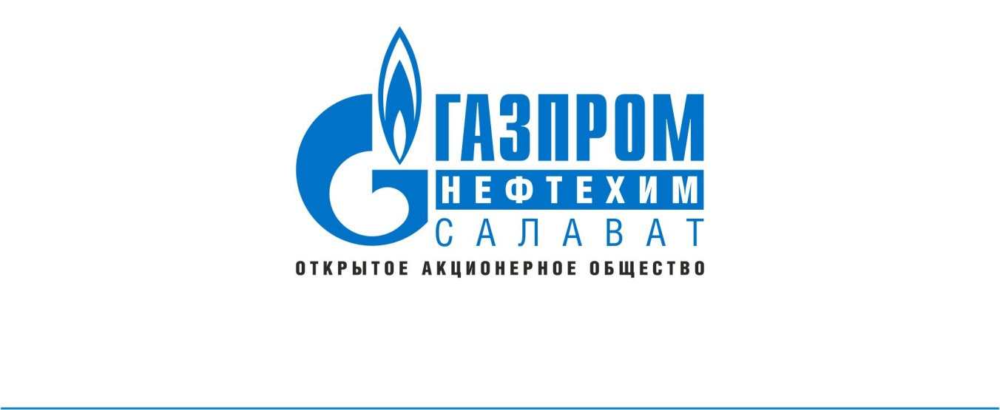 ГАЗПРОМ
НЕФТЕХИМ
САЛАВАТ
ОТКРЫТОЕ АКЦИОНЕРНОЕ ОБЩЕСТВО